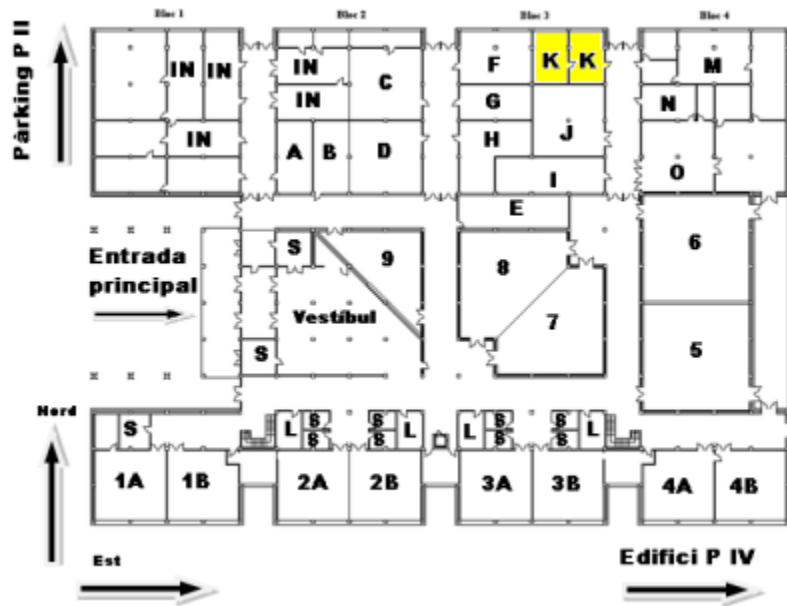 Bloc 1 Bloc 2 Bloc 3 Bloc 4
Párking P II
IN IN IN C F K K M
IN G N
IN A B D H J O
I
E
S 9 8 6
Entrada
principal
Vestíbul 7 5
S
Nord
S L S S L L S S L
S S S S
1A 1B 2A 2B 3A 3B 4A 4B
Est
Edifici P IV